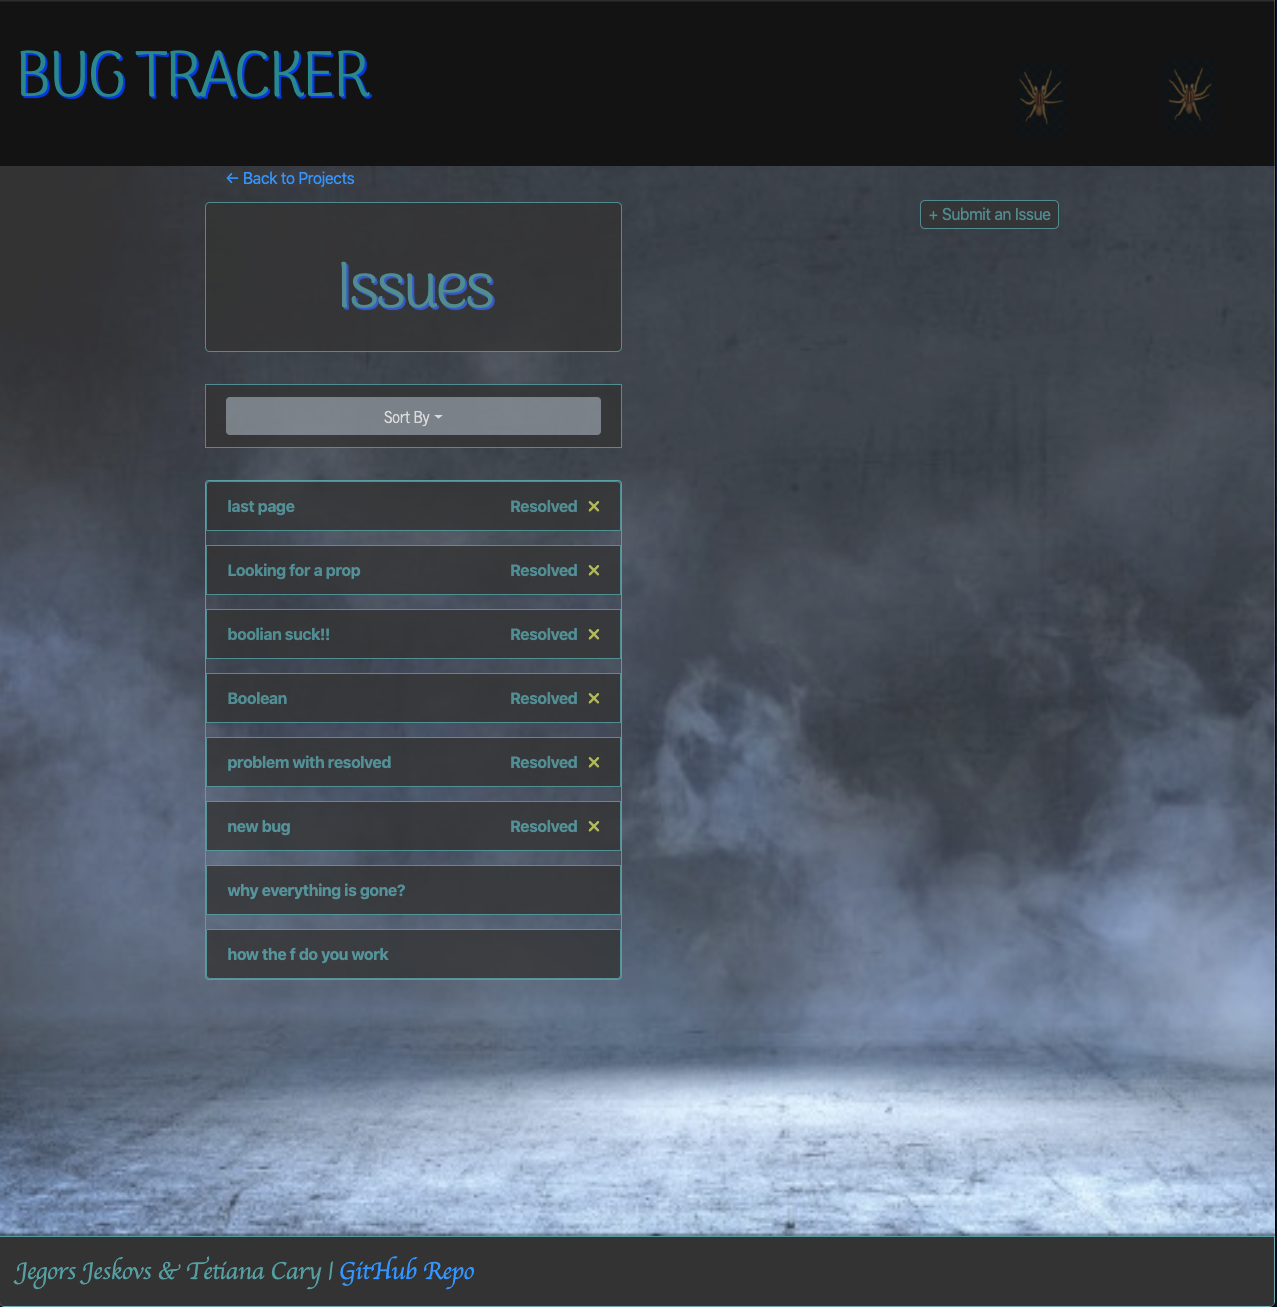 BUG TRACKER
← Back to Projects
+ Submit an Issue
Issues
Sort By
last page Resolved ×
Looking for a prop Resolved ×
boolian suck!! Resolved ×
Boolean Resolved ×
problem with resolved Resolved ×
new bug Resolved ×
why everything is gone?
how the f do you work
Jegors Jeskovs & Tetiana Cary | GitHub Repo